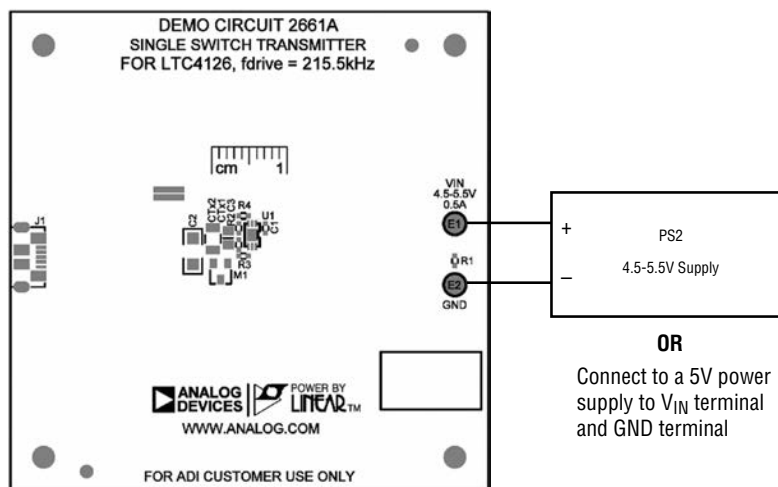 DEMO CIRCUIT 2661A
SINGLE SWITCH TRANSMITTER
FOR LTC4126, fdrive = 215.5kHz
cm 1
J1
C2
CTx2
CTx1
R2
C3
R4
U1
C1
R3
M1
VIN
4.5-5.5V
0.5A
E1
R1
E2
GND
+
PS2
4.5-5.5V Supply
–
OR
Connect to a 5V power
supply to VIN terminal
and GND terminal
ANALOG
DEVICES
POWER BY
LINEAR™
WWW.ANALOG.COM
FOR ADI CUSTOMER USE ONLY